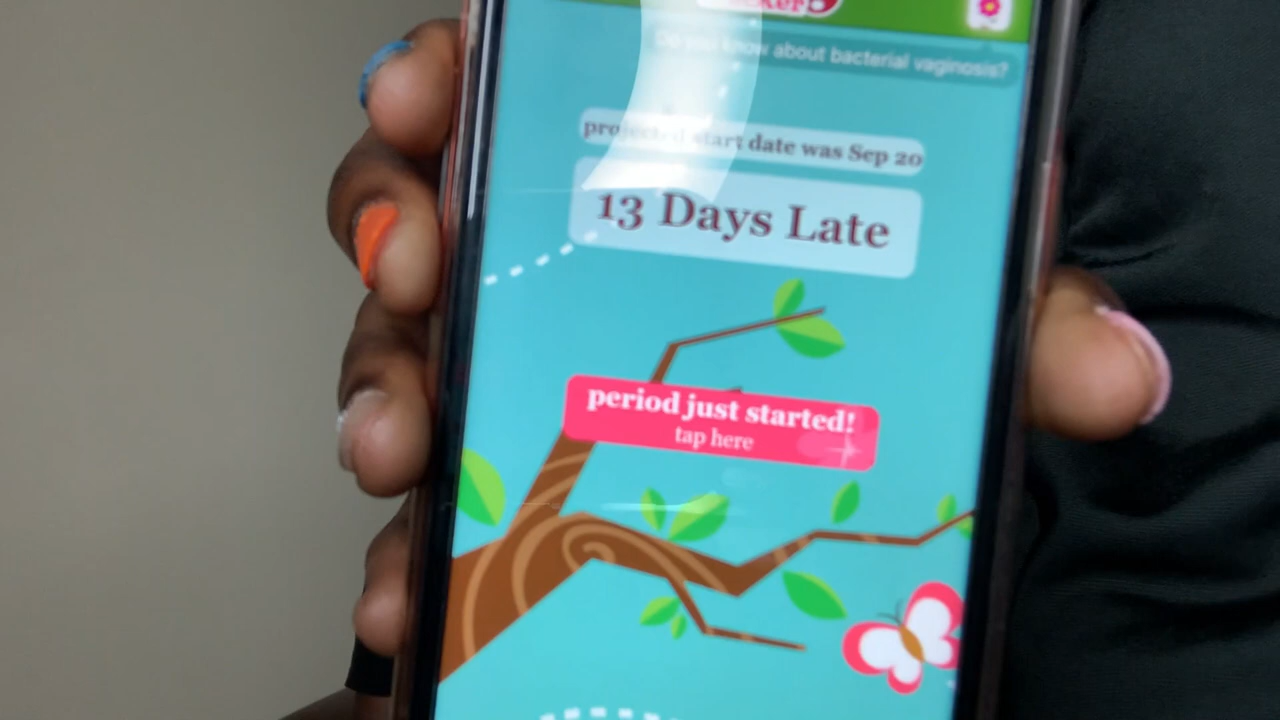 Do you know about bacterial vaginosis?
projected start date was Sep 20
13 Days Late
period just started!
tap here